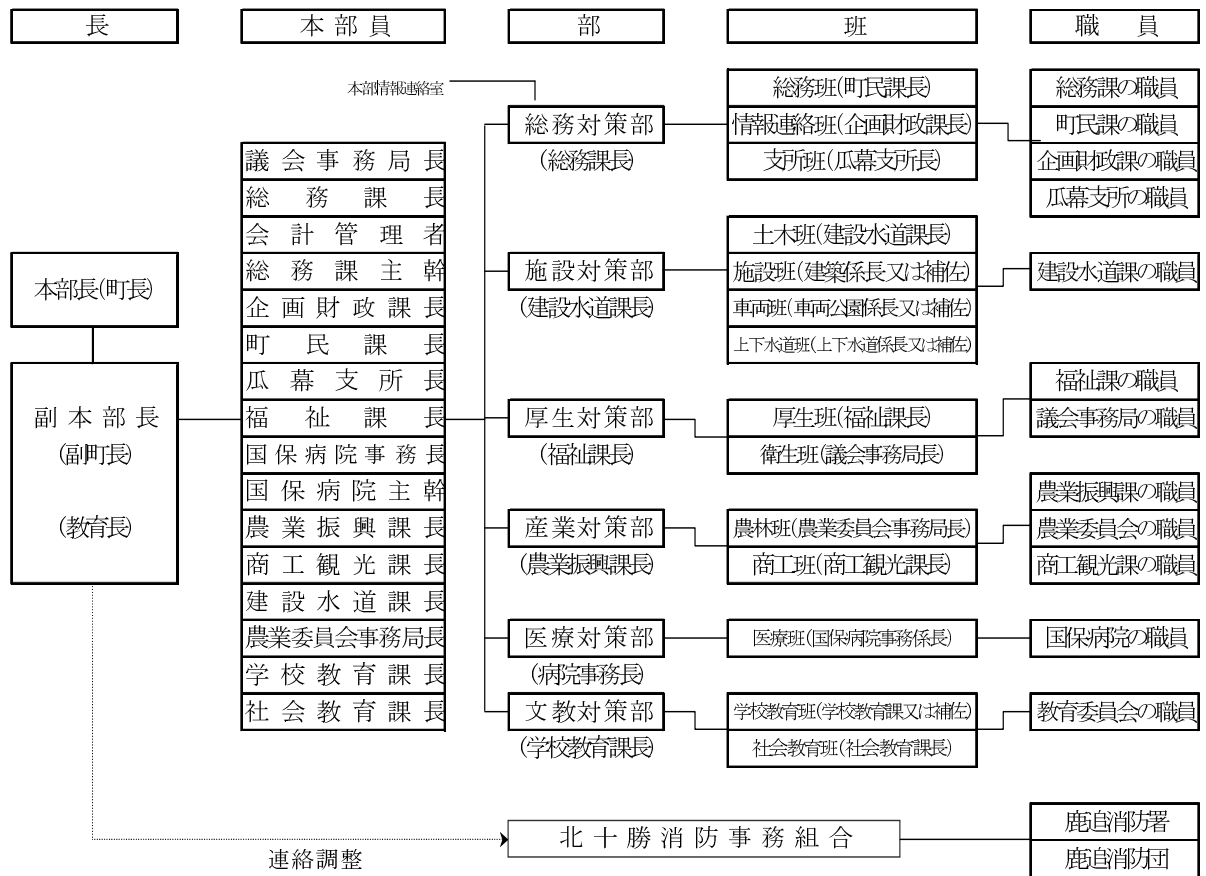 長
本部員
部
班
職員
本部情報連絡室
本部長(町長)
副本部長
(副町長)
(教育長)
議会事務局長
総務課長
会計管理者
総務課主幹
企画財政課長
町民課長
瓜幕支所長
福祉課長
国保病院事務長
国保病院主幹
農業振興課長
商工観光課長
建設水道課長
農業委員会事務局長
学校教育課長
社会教育課長
総務対策部
(総務課長)
総務班(町民課長)
情報連絡班(企画財政課長)
支所班(瓜幕支所長)
総務課の職員
町民課の職員
企画財政課の職員
瓜幕支所の職員
施設対策部
(建設水道課長)
土木班(建設水道課長)
施設班(建築係長又は補佐)
車両班(車両公園係長又は補佐)
上下水道班(上下水道係長又は補佐)
建設水道課の職員
厚生対策部
(福祉課長)
厚生班(福祉課長)
衛生班(議会事務局長)
福祉課の職員
議会事務局の職員
産業対策部
(農業振興課長)
農林班(農業委員会事務局長)
商工班(商工観光課長)
農業振興課の職員
農業委員会の職員
商工観光課の職員
医療対策部
(病院事務長)
医療班(国保病院事務係長)
国保病院の職員
文教対策部
(学校教育課長)
学校教育班(学校教育課又は補佐)
社会教育班(社会教育課長)
教育委員会の職員
連絡調整
北十勝消防事務組合
鹿追消防署
鹿追消防団